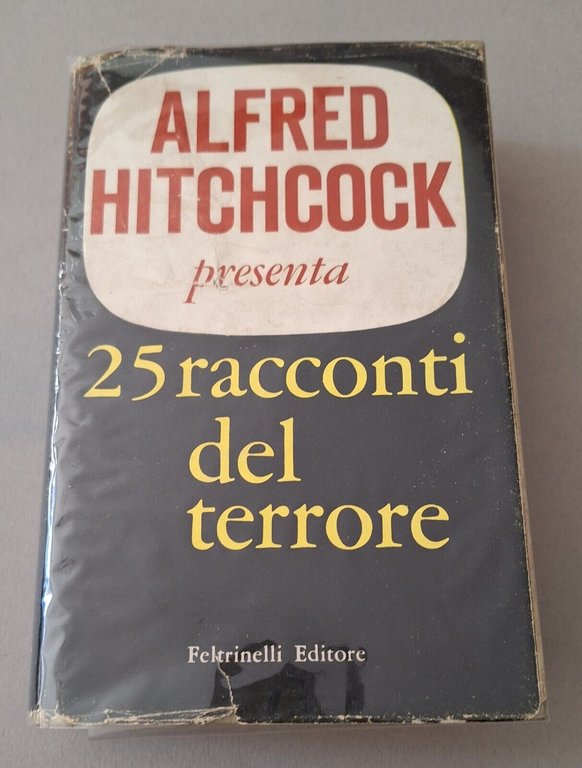 ALFRED
HITCHCOCK
presenta
25 racconti
del
terrore
Feltrinelli Editore